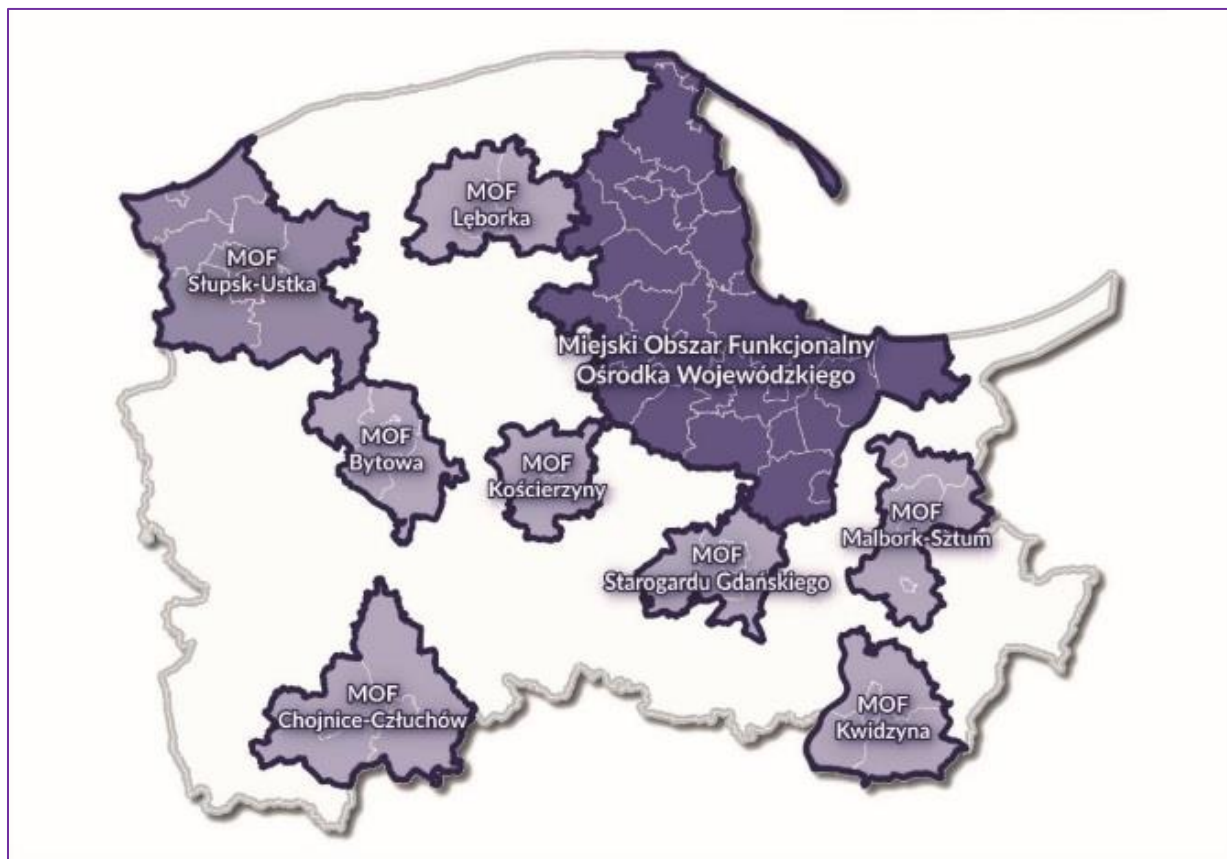 MOF
Lęborka
MOF
Słupsk-Ustka
Miejski Obszar Funkcjonalny
Ośrodka Wojewódzkiego
MOF
Bytowa
MOF
Kościerzyny
MOF
Malbork-Sztum
MOF
Starogardu Gdańskiego
MOF
Chojnice-Człuchów
MOF
Kwidzyna